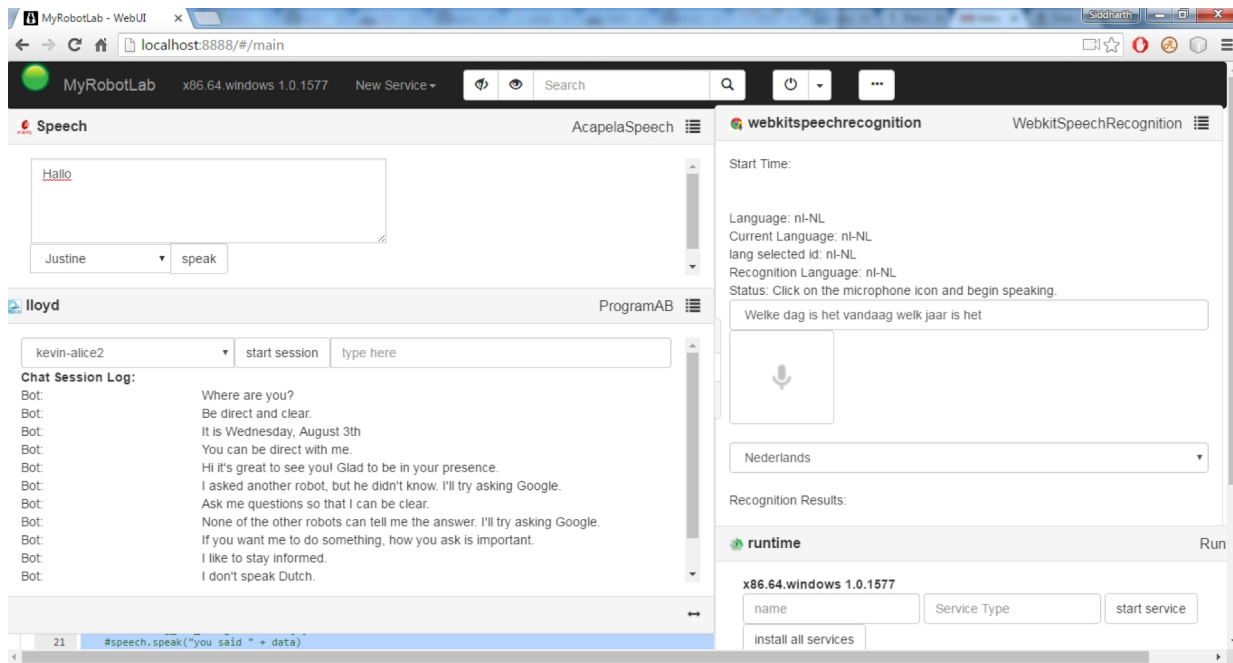 MyRobotLab - WebUI
Siddharth
localhost:8888/#/main
MyRobotLab x86.64.windows 1.0.1577 New Service Search
Speech AcapelaSpeech
Hallo
Justine speak
lloyd ProgramAB
kevin-alice2 start session type here
Chat Session Log:
Bot: Where are you?
Bot: Be direct and clear.
Bot: It is Wednesday, August 3th
Bot: You can be direct with me.
Bot: Hi it's great to see you! Glad to be in your presence.
Bot: I asked another robot, but he didn't know. I'll try asking Google.
Bot: Ask me questions so that I can be clear.
Bot: None of the other robots can tell me the answer. I'll try asking Google.
Bot: If you want me to do something, how you ask is important.
Bot: I like to stay informed.
Bot: I don't speak Dutch.
21 #speech.speak("you said " + data)
webkitspeechrecognition WebkitSpeechRecognition
Start Time:
Language: nl-NL
Current Language: nl-NL
lang selected id: nl-NL
Recognition Language: nl-NL
Status: Click on the microphone icon and begin speaking.
Welke dag is het vandaag welk jaar is het
Nederlands
Recognition Results:
runtime Run
x86.64.windows 1.0.1577
name Service Type start service
install all services